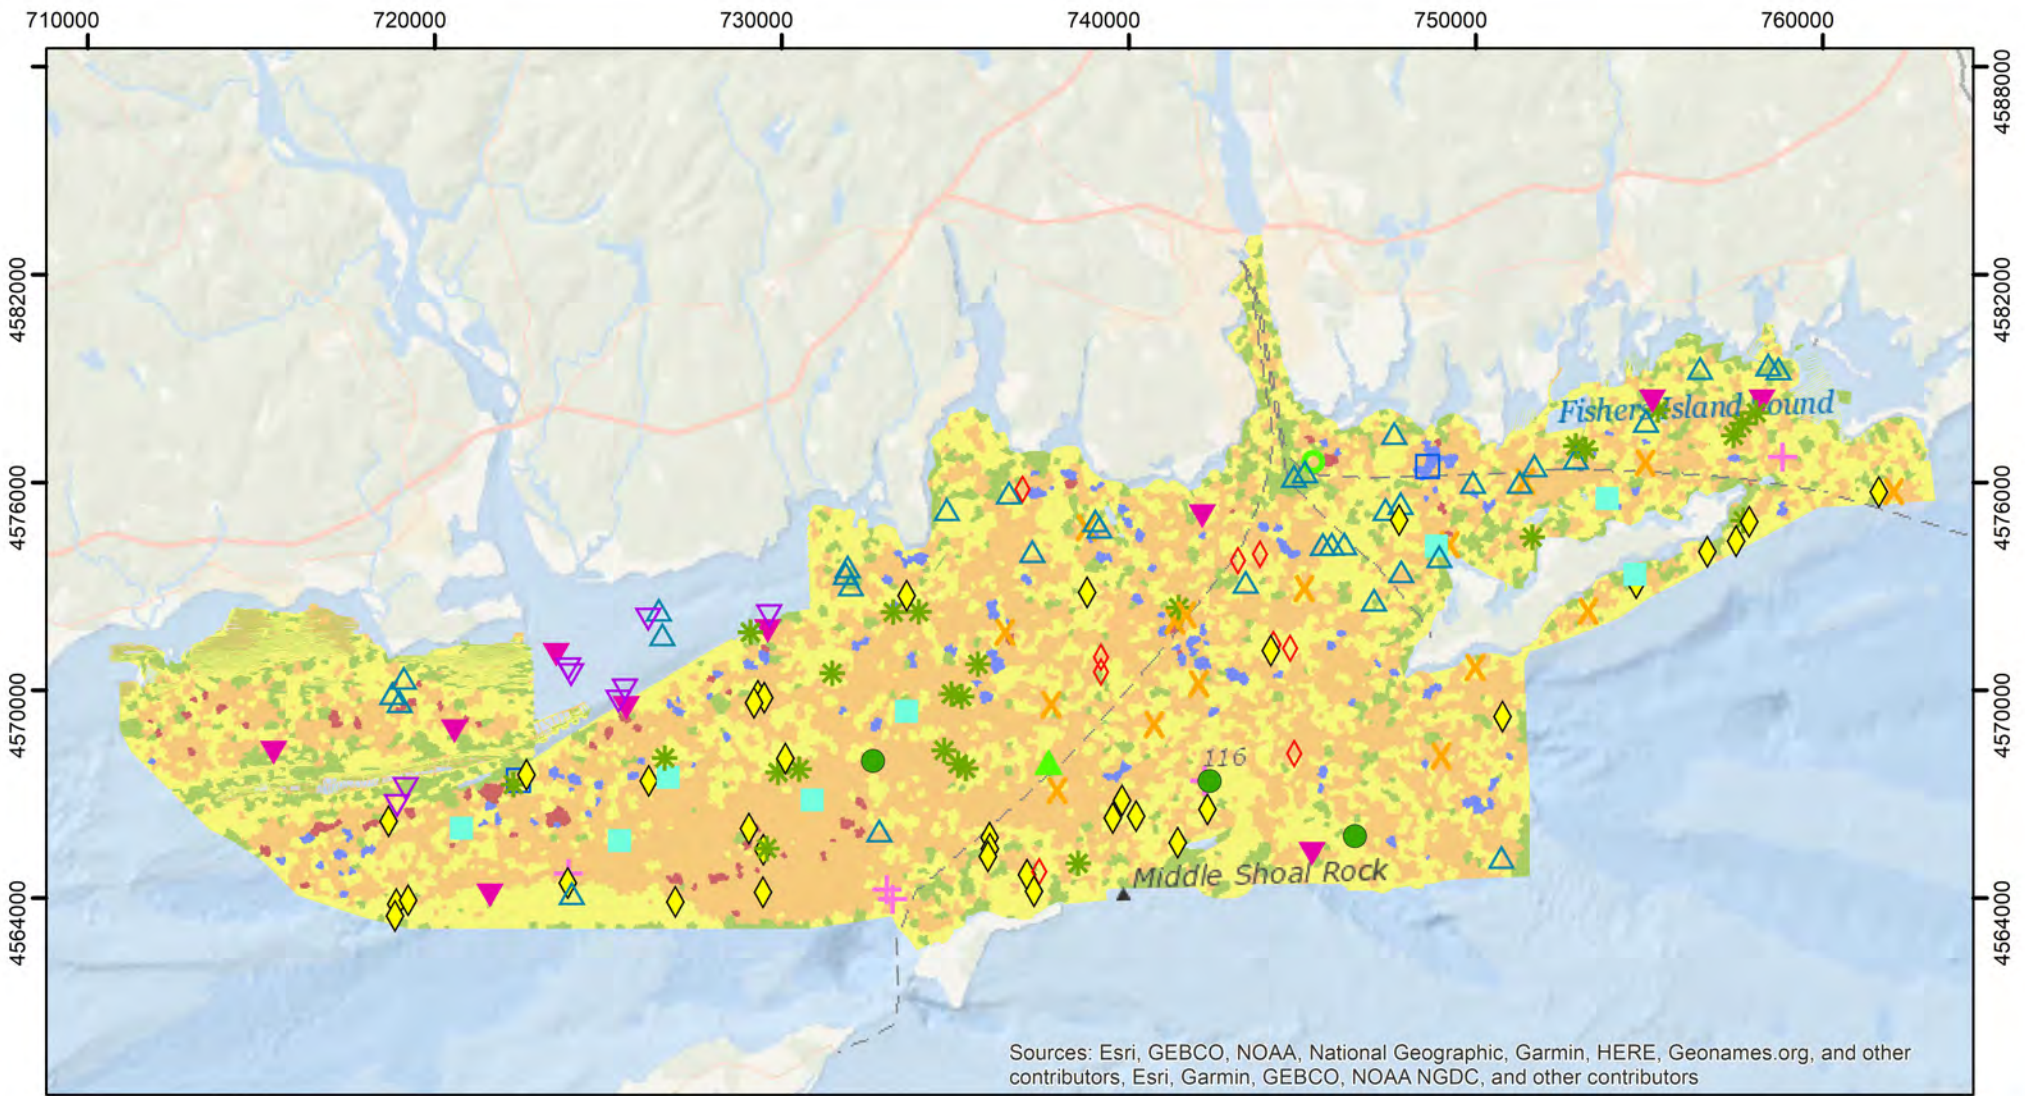 710000 720000 730000 740000 750000 760000
4588000
4582000 4582000
Fishers Island Sound
4576000 4576000
4570000 4570000
116
Middle Shoal Rock
4564000 4564000
Sources: Esri, GEBCO, NOAA, National Geographic, Garmin, HERE, Geonames.org, and other
contributors, Esri, Garmin, GEBCO, NOAA NGDC, and other contributors